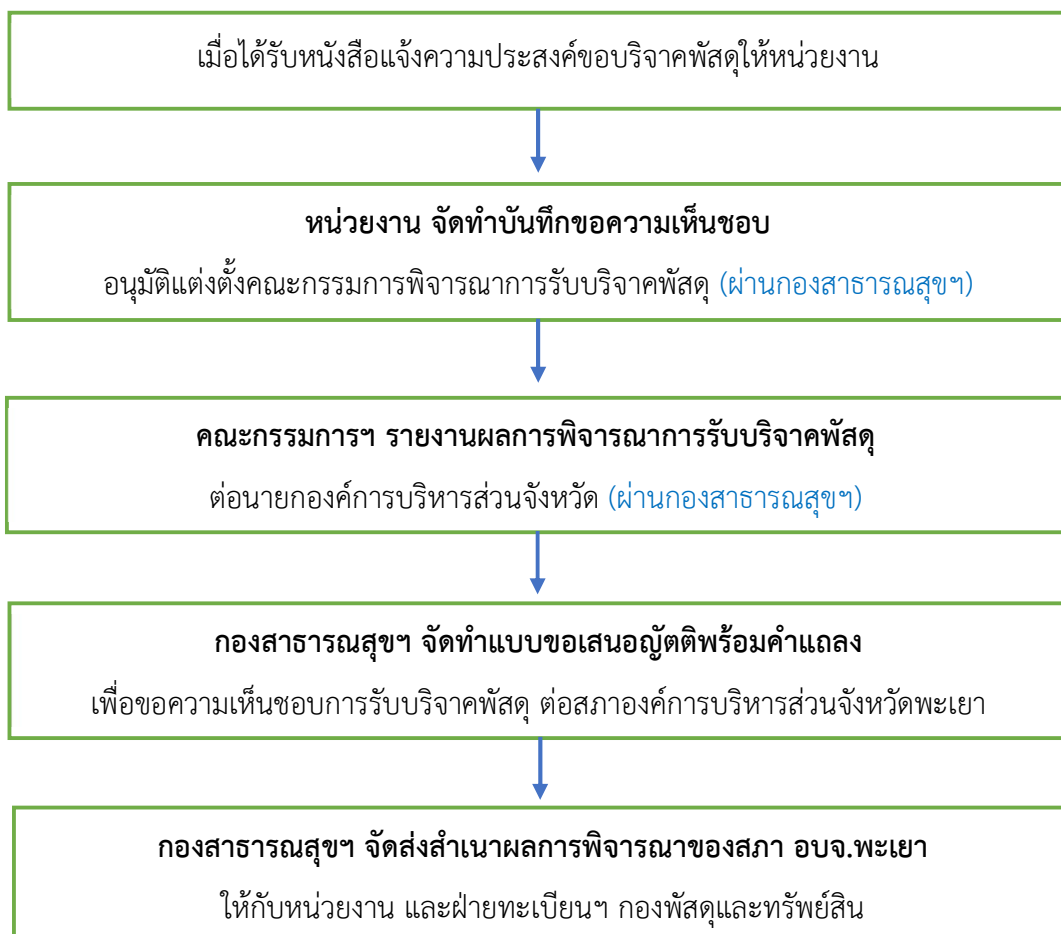 เมื่อได้รับหนังสือแจ้งความประสงค์ขอบริจาคพัสดุให้หน่วยงาน
หน่วยงาน จัดทำบันทึกขอความเห็นชอบ
อนุมัติแต่งตั้งคณะกรรมการพิจารณาการรับบริจาคพัสดุ (ผ่านกองสาธารณสุขฯ)
คณะกรรมการฯ รายงานผลการพิจารณาการรับบริจาคพัสดุ
ต่อนายกองค์การบริหารส่วนจังหวัด (ผ่านกองสาธารณสุขฯ)
กองสาธารณสุขฯ จัดทำแบบขอเสนอญัตติพร้อมคำแถลง
เพื่อขอความเห็นชอบการรับบริจาคพัสดุ ต่อสภาองค์การบริหารส่วนจังหวัดพะเยา
กองสาธารณสุขฯ จัดส่งสำเนาผลการพิจารณาของสภา อบจ.พะเยา
ให้กับหน่วยงาน และฝ่ายทะเบียนฯ กองพัสดุและทรัพย์สิน